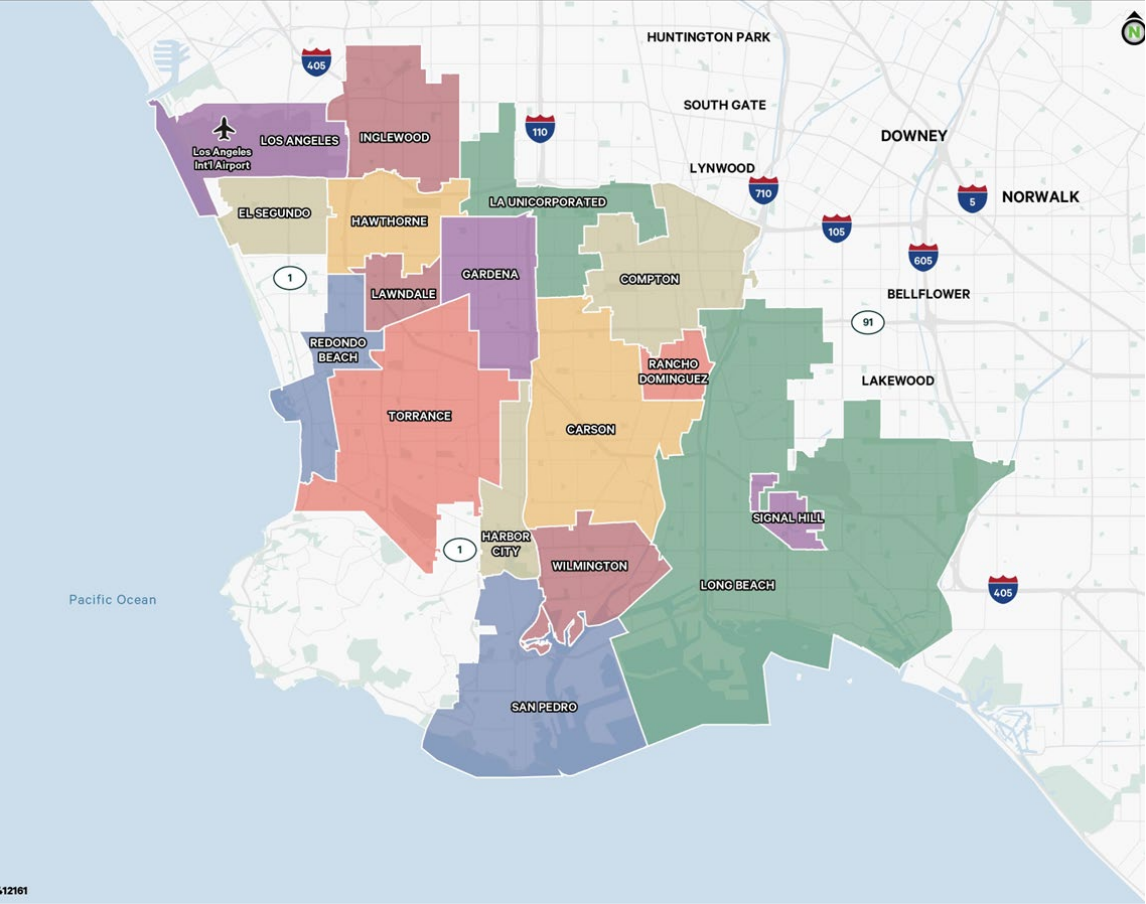 HUNTINGTON PARK
405
SOUTH GATE
110
DOWNEY
LOS ANGELES
INGLEWOOD
Los Angeles
Int'l Airport
LYNWOOD
710
5
NORWALK
LA UNICORPORATED
EL SEGUNDO
HAWTHORNE
105
605
1
GARDENA
COMPTON
LAWNDALE
BELLFLOWER
91
REDONDO
BEACH
RANCHO
DOMINGUEZ
LAKEWOOD
TORRANCE
CARSON
SIGNAL HILL
HARBOR
CITY
1
WILMINGTON
LONG BEACH
405
Pacific Ocean
SAN PEDRO
N